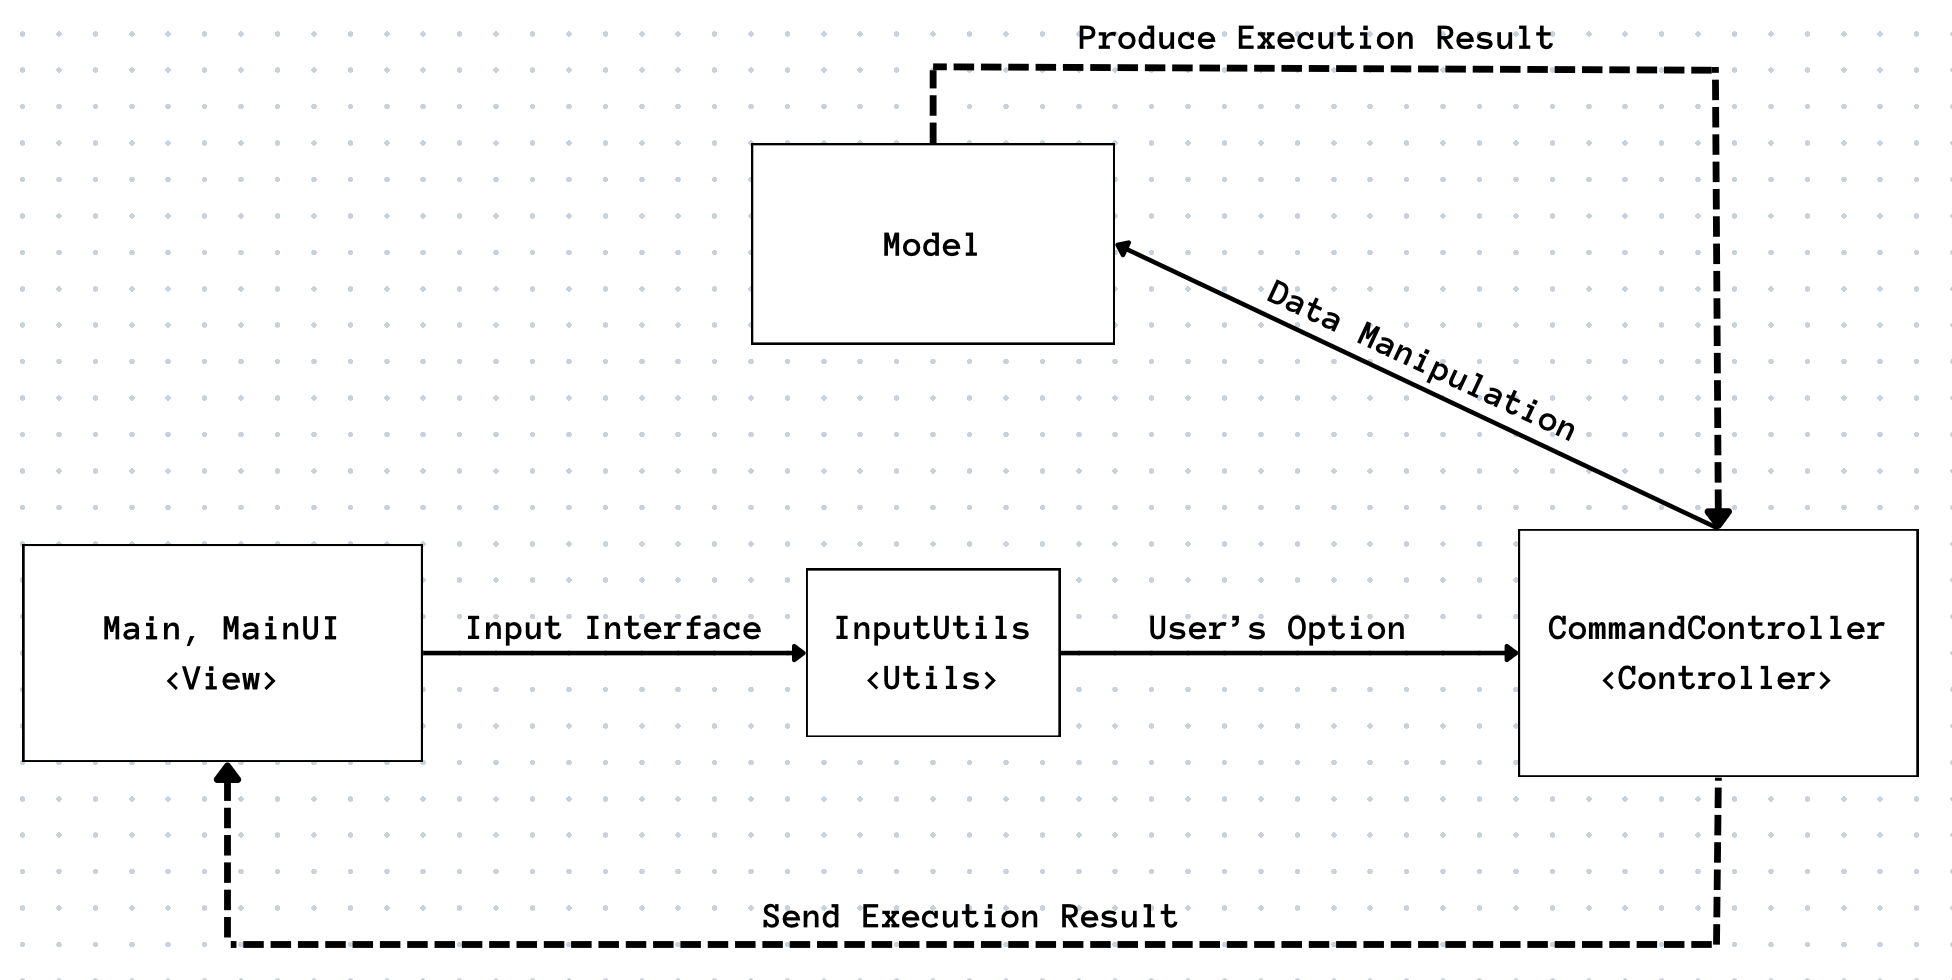 Produce Execution Result
Model
Data Manipulation
Main, MainUI
<View>
Input Interface
InputUtils
<Utils>
User’s Option
CommandController
<Controller>
Send Execution Result